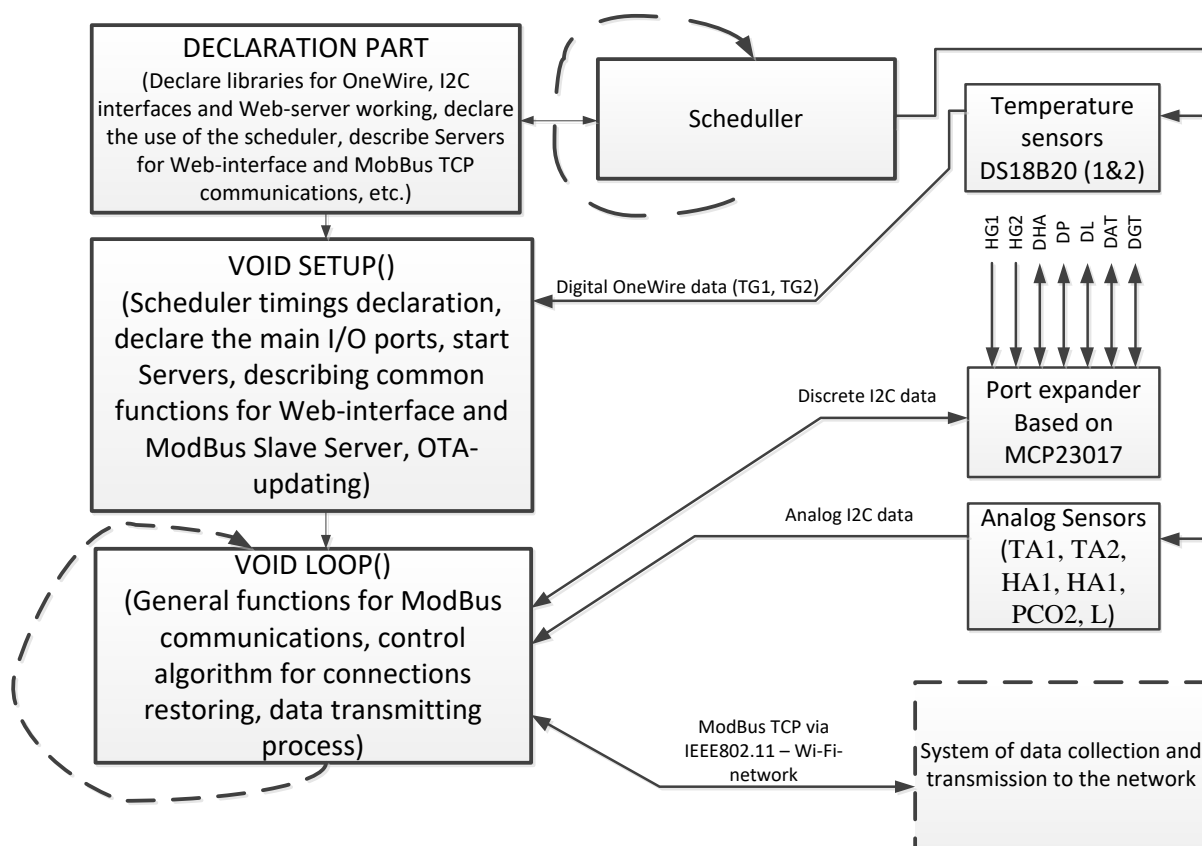 DECLARATION PART
(Declare libraries for OneWire, I2C
interfaces and Web-server working, declare
the use of the scheduler, describe Servers
for Web-interface and MobBus TCP
communications, etc.)
Scheduller
Temperature
sensors
DS18B20 (1&2)
HG1
HG2
DHA
DP
DL
DAT
DGT
VOID SETUP()
(Scheduler timings declaration,
declare the main I/O ports, start
Servers, describing common
functions for Web-interface and
ModBus Slave Server, OTA-
updating)
Digital OneWire data (TG1, TG2)
Discrete I2C data
Port expander
Based on
MCP23017
Analog I2C data
Analog Sensors
(TA1, TA2,
HA1, HA1,
PCO2, L)
VOID LOOP()
(General functions for ModBus
communications, control
algorithm for connections
restoring, data transmitting
process)
ModBus TCP via
IEEE802.11 – Wi-Fi-
network
System of data collection and
transmission to the network